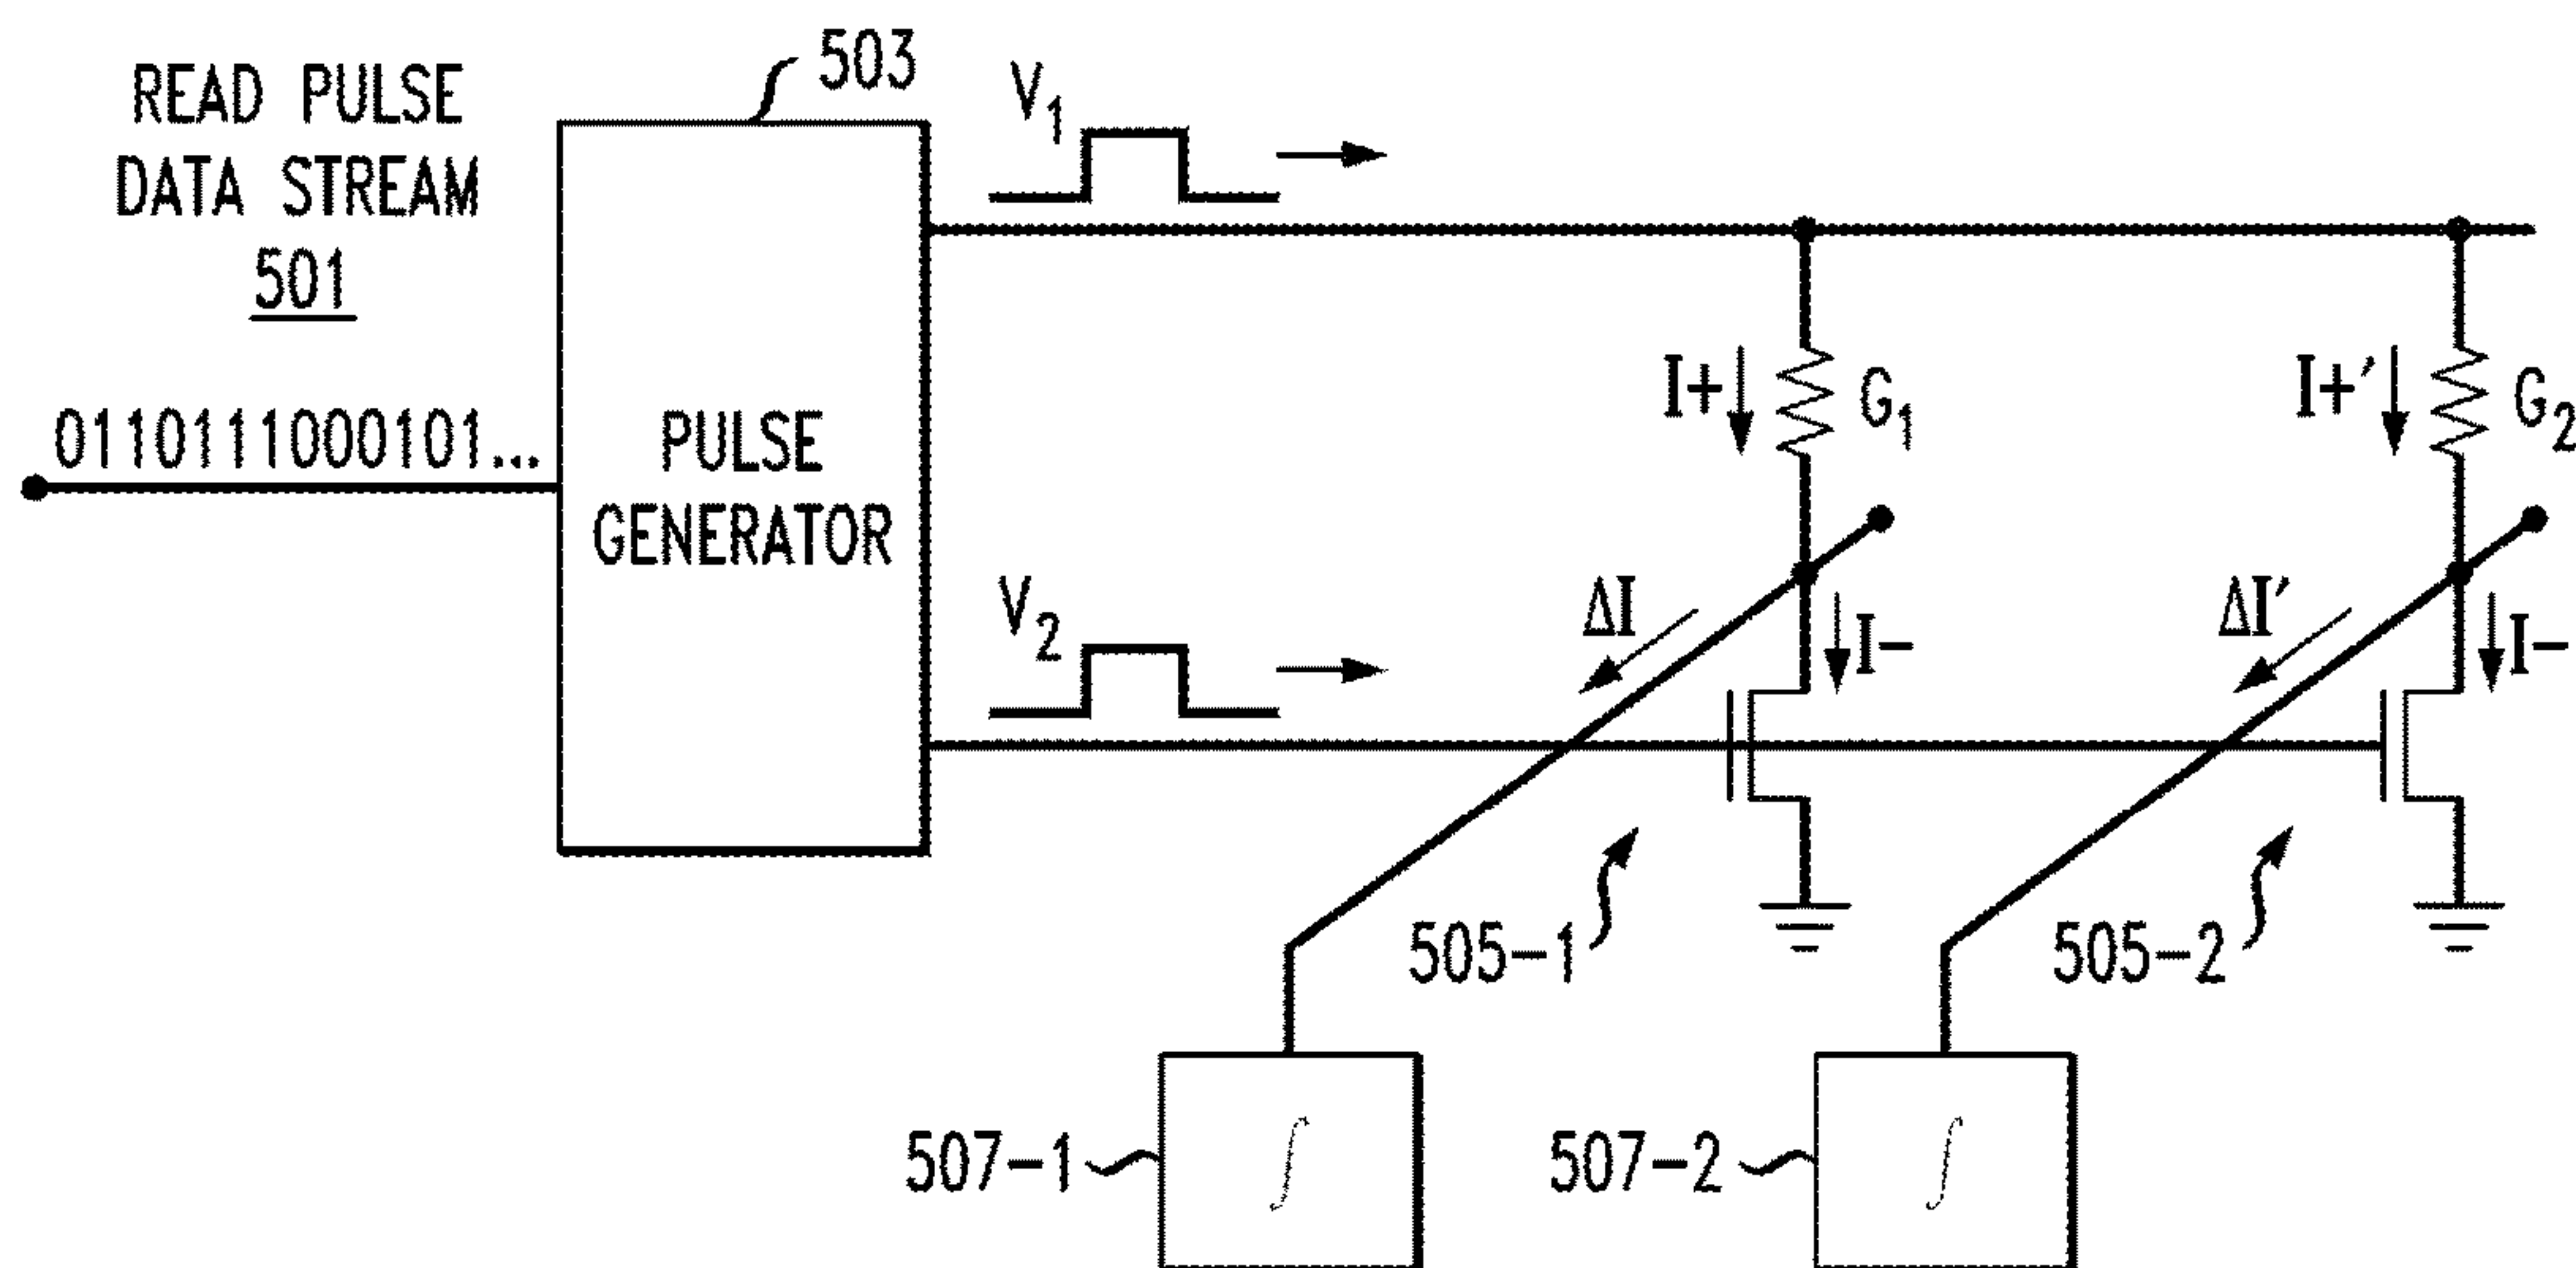 READ PULSE
DATA STREAM
501
0110111000101...
503
PULSE
GENERATOR
V1
V2
I+
G1
I+′
G2
ΔI
I−
ΔI′
I−
505-1
505-2
507-1
∫
507-2
∫